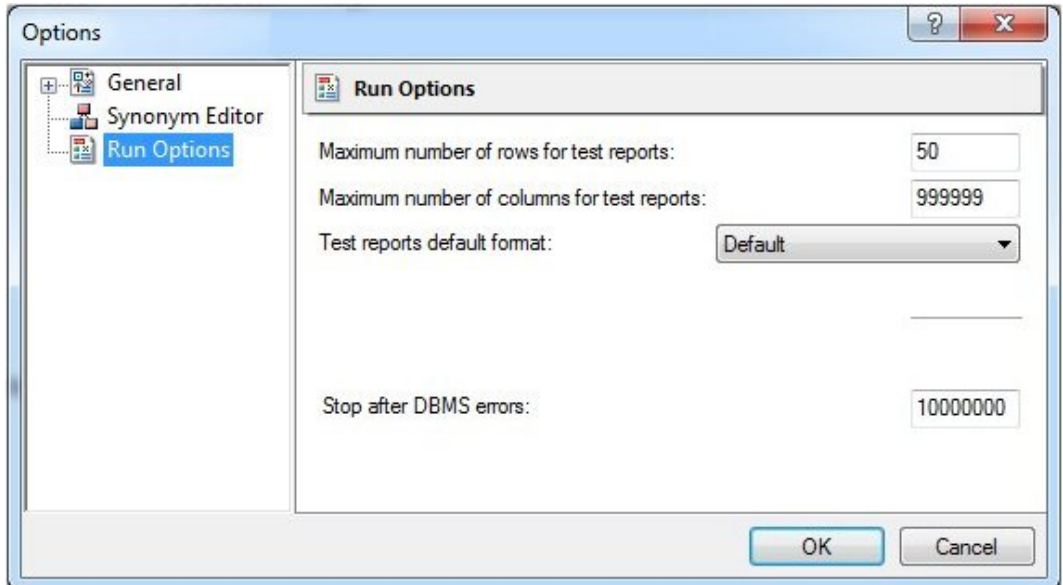 Options
General
Synonym Editor
Run Options
Run Options
Maximum number of rows for test reports: 50
Maximum number of columns for test reports: 999999
Test reports default format: Default
Stop after DBMS errors: 10000000
OK Cancel